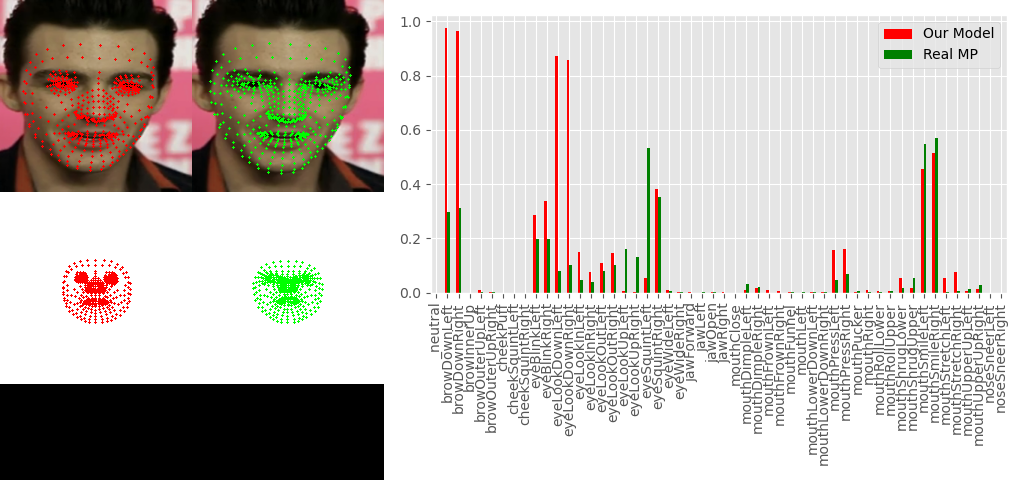 1.0
0.8
0.6
0.4
0.2
0.0
Our Model
Real MP
neutral
browDownLeft
browDownRight
browInnerUp
browOuterUpLeft
browOuterUpRight
cheekPuff
cheekSquintLeft
cheekSquintRight
eyeBlinkLeft
eyeBlinkRight
eyeLookDownLeft
eyeLookDownRight
eyeLookInLeft
eyeLookInRight
eyeLookOutLeft
eyeLookOutRight
eyeLookUpLeft
eyeLookUpRight
eyeSquintLeft
eyeSquintRight
eyeWideLeft
eyeWideRight
jawForward
jawLeft
jawOpen
jawRight
mouthClose
mouthDimpleLeft
mouthDimpleRight
mouthFrownLeft
mouthFrownRight
mouthFunnel
mouthLeft
mouthLowerDownLeft
mouthLowerDownRight
mouthPressLeft
mouthPressRight
mouthPucker
mouthRight
mouthRollLower
mouthRollUpper
mouthShrugLower
mouthShrugUpper
mouthSmileLeft
mouthSmileRight
mouthStretchLeft
mouthStretchRight
mouthUpperUpLeft
mouthUpperUpRight
noseSneerLeft
noseSneerRight